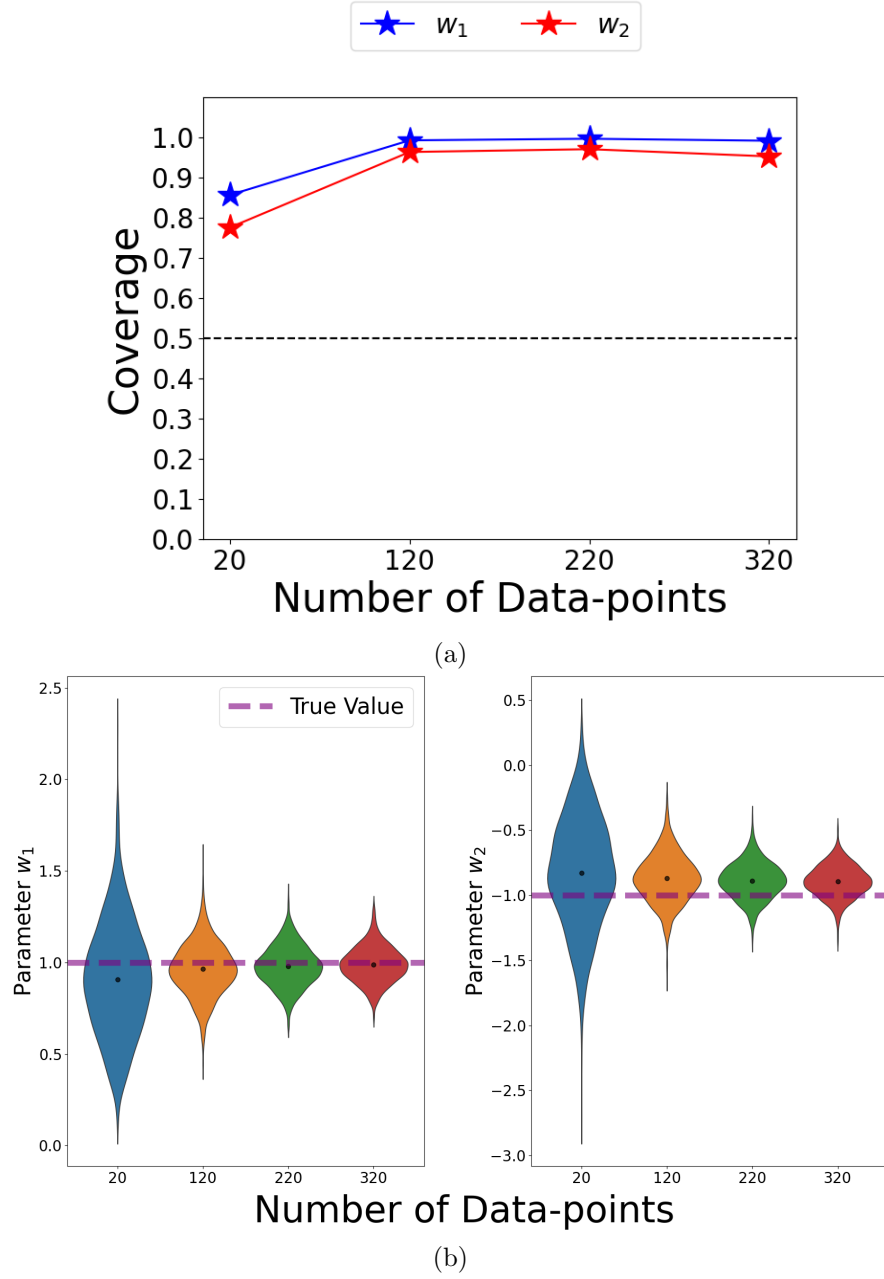 w₁ w₂
1.0
0.9
0.8
0.7
0.6
0.5
0.4
0.3
0.2
0.1
0.0
Coverage
20 120 220 320
Number of Data-points
(a)
True Value
2.5
2.0
1.5
1.0
0.5
0.0
Parameter w₁
20 120 220 320
0.5
0.0
−0.5
−1.0
−1.5
−2.0
−2.5
−3.0
Parameter w₂
20 120 220 320
Number of Data-points
(b)